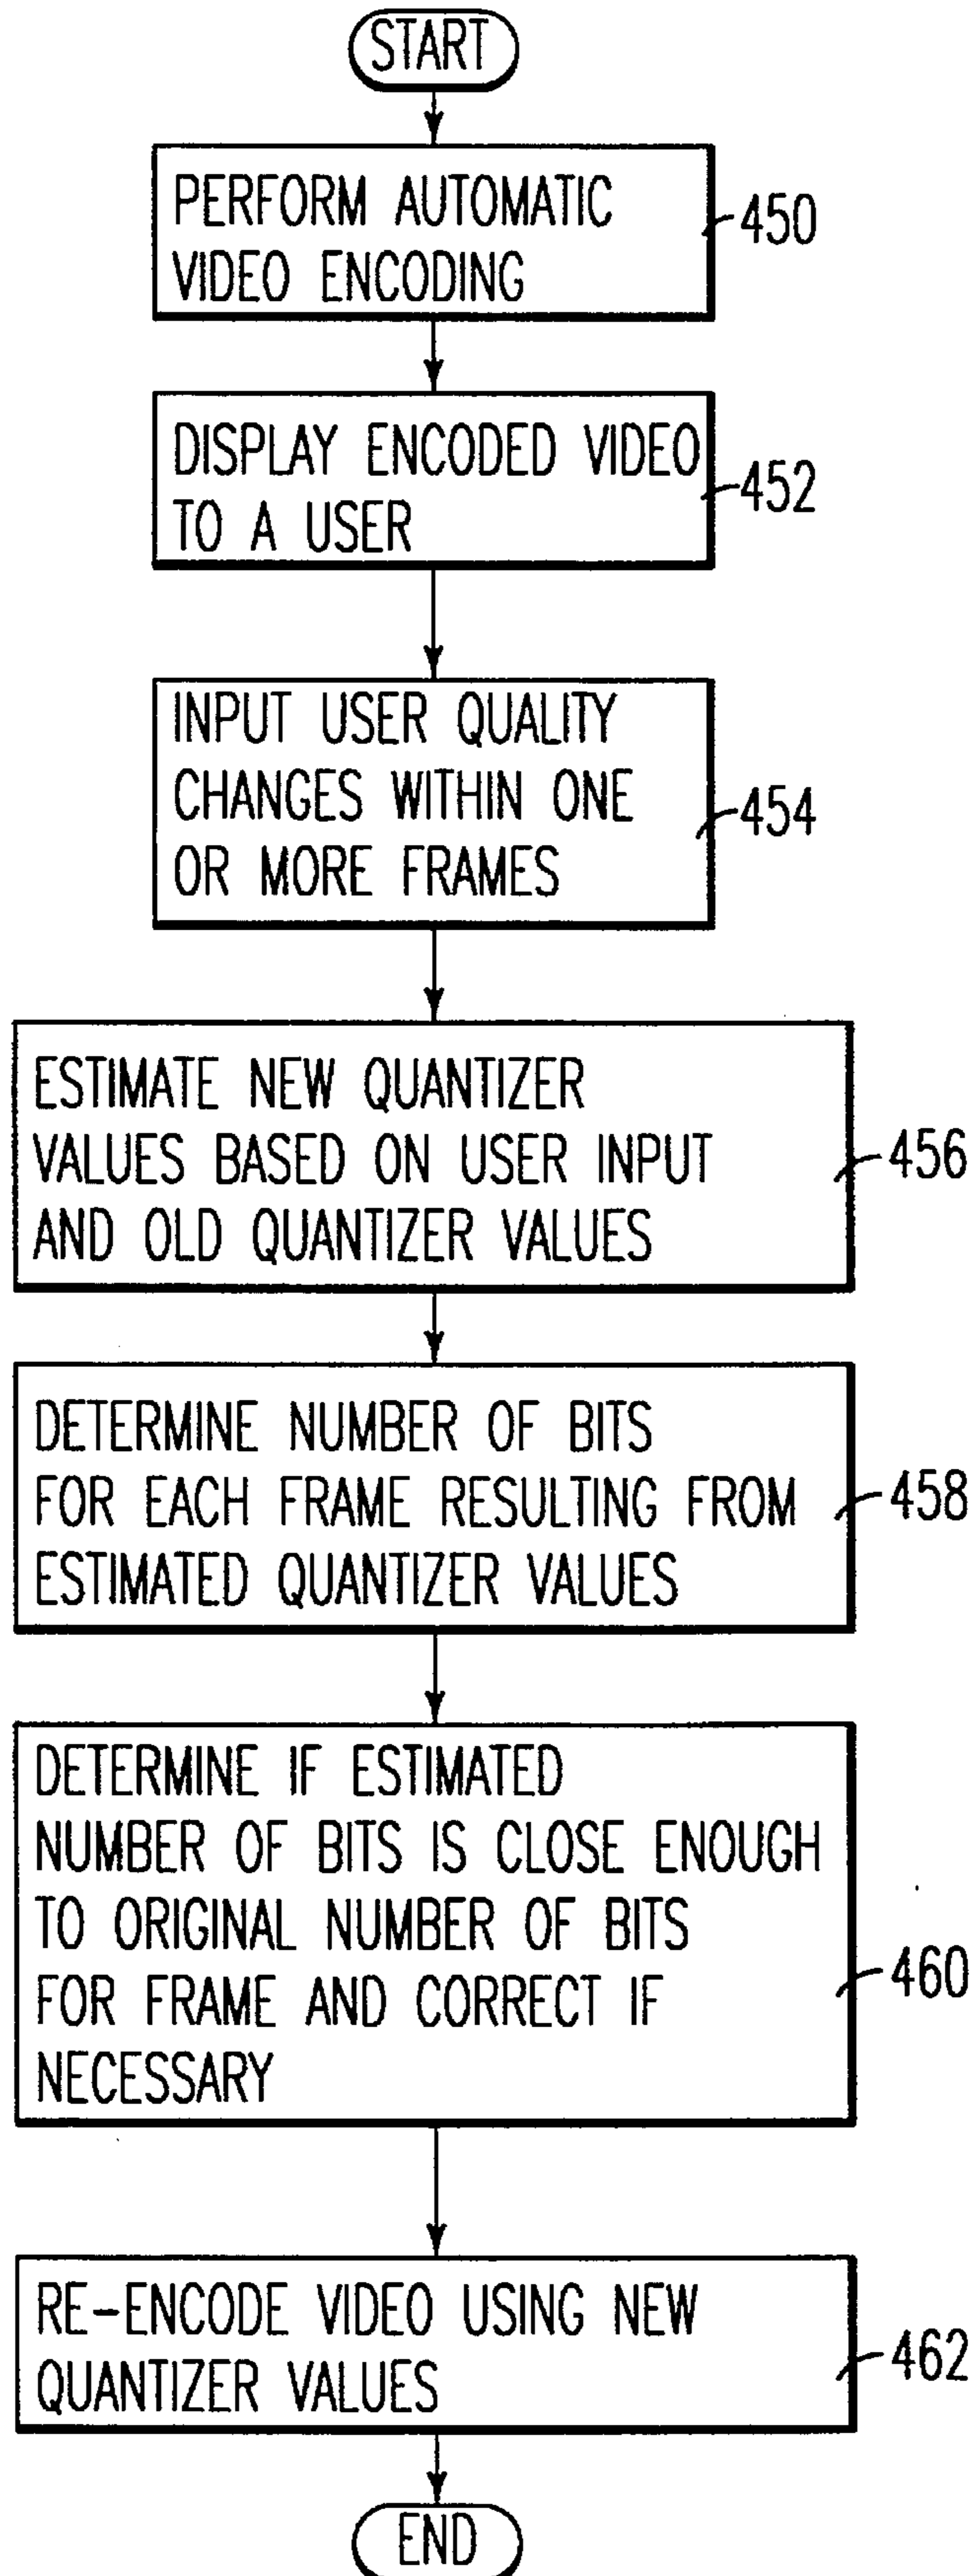 START
PERFORM AUTOMATIC
VIDEO ENCODING
450
DISPLAY ENCODED VIDEO
TO A USER
452
INPUT USER QUALITY
CHANGES WITHIN ONE
OR MORE FRAMES
454
ESTIMATE NEW QUANTIZER
VALUES BASED ON USER INPUT
AND OLD QUANTIZER VALUES
456
DETERMINE NUMBER OF BITS
FOR EACH FRAME RESULTING FROM
ESTIMATED QUANTIZER VALUES
458
DETERMINE IF ESTIMATED
NUMBER OF BITS IS CLOSE ENOUGH
TO ORIGINAL NUMBER OF BITS
FOR FRAME AND CORRECT IF
NECESSARY
460
RE-ENCODE VIDEO USING NEW
QUANTIZER VALUES
462
END